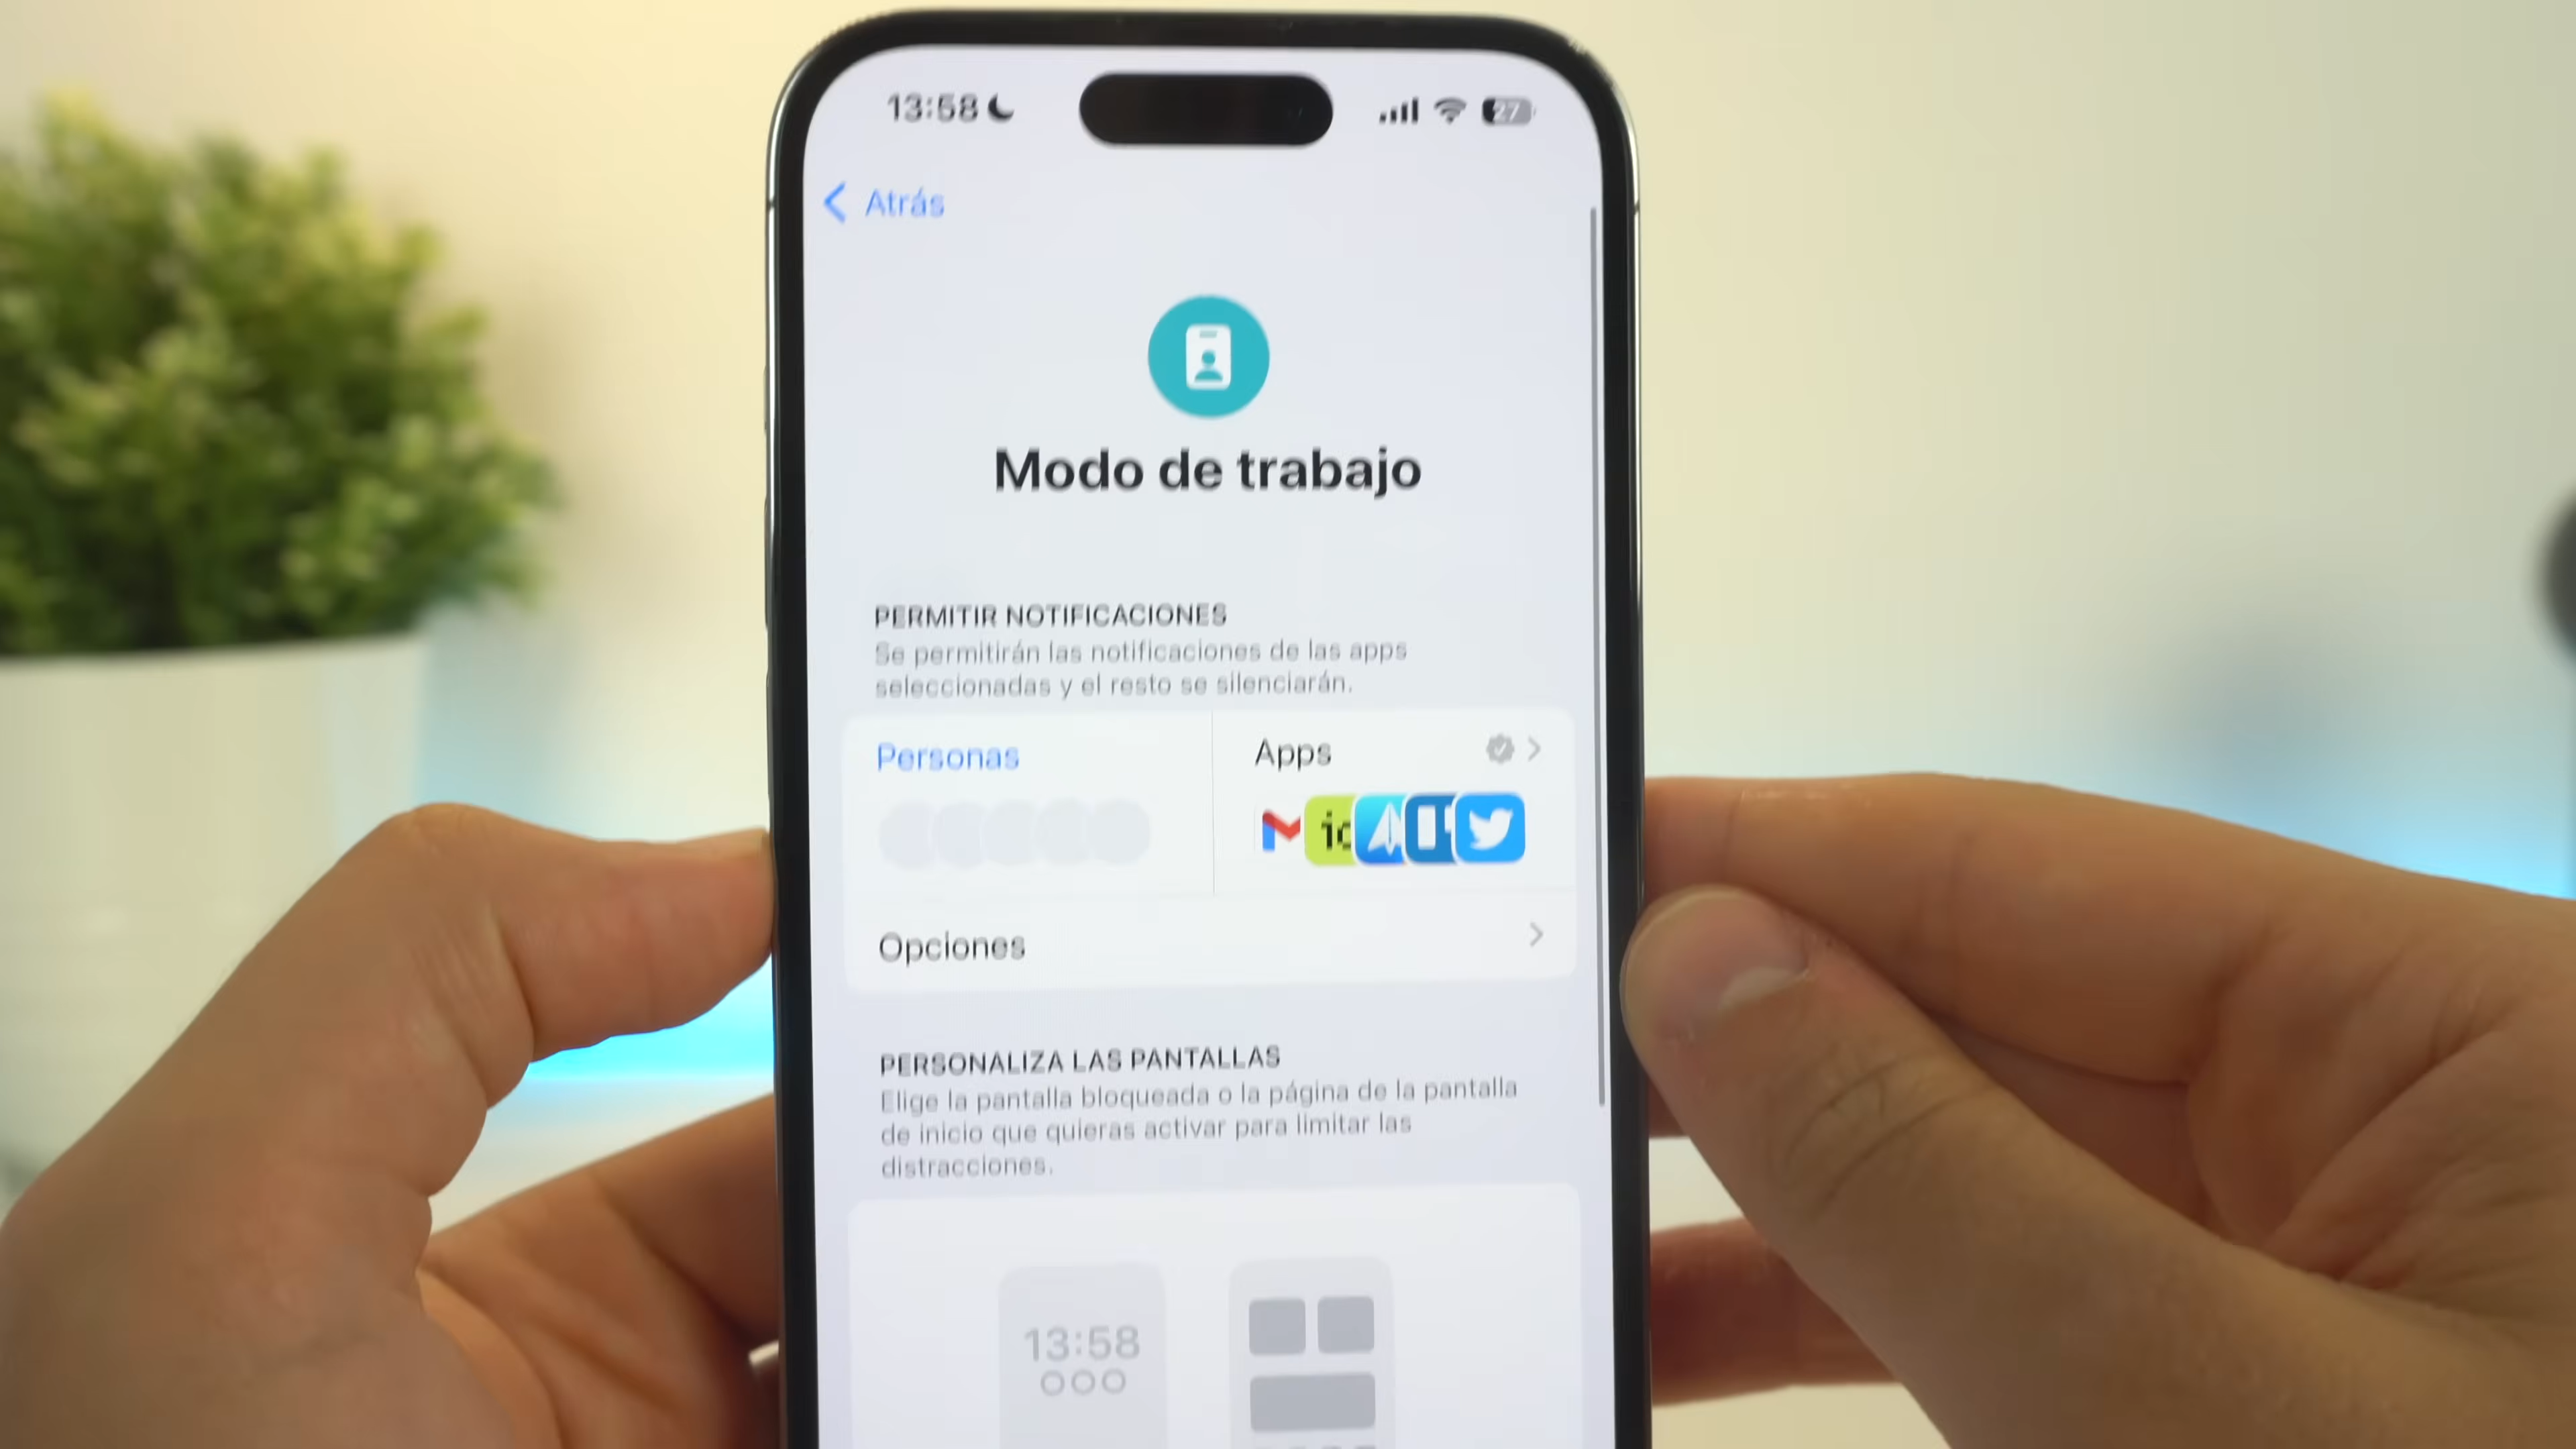 13:58
27
Atrás
Modo de trabajo
PERMITIR NOTIFICACIONES
Se permitirán las notificaciones de las apps
seleccionadas y el resto se silenciarán.
Personas
Apps
ic
Opciones
PERSONALIZA LAS PANTALLAS
Elige la pantalla bloqueada o la página de la pantalla
de inicio que quieras activar para limitar las
distracciones.
13:58